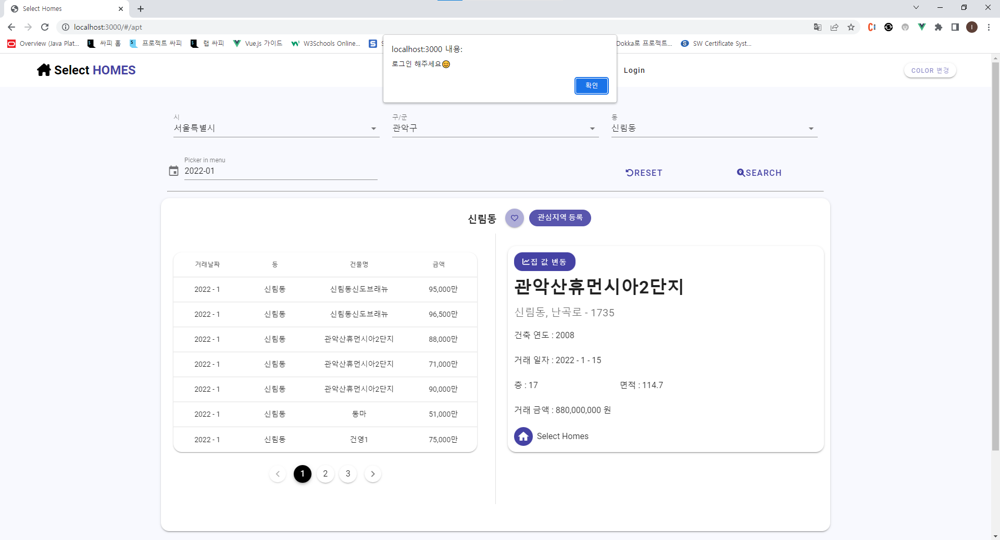 Select Homes
localhost:3000/#/apt
Overview (Java Plat...
싸피 홈
프로젝트 싸피
랩 싸피
Vue.js 가이드
W3Schools Online...
Dokka로 프로젝트...
SW Certificate Syst...
localhost:3000 내용:
로그인 해주세요😊
확인
Select HOMES
Login
COLOR 변경
시
서울특별시
구/군
관악구
동
신림동
Picker in menu
2022-01
RESET
SEARCH
신림동
관심지역 등록
거래날짜 동 건물명 금액
2022 - 1 신림동 신림동신도브래뉴 95,000만
2022 - 1 신림동 신림동신도브래뉴 96,500만
2022 - 1 신림동 관악산휴먼시아2단지 88,000만
2022 - 1 신림동 관악산휴먼시아2단지 71,000만
2022 - 1 신림동 관악산휴먼시아2단지 90,000만
2022 - 1 신림동 동마 51,000만
2022 - 1 신림동 건영1 75,000만
1 2 3
집 값 변동
관악산휴먼시아2단지
신림동, 난곡로 - 1735
건축 연도 : 2008
거래 일자 : 2022 - 1 - 15
층 : 17 면적 : 114.7
거래 금액 : 880,000,000 원
Select Homes